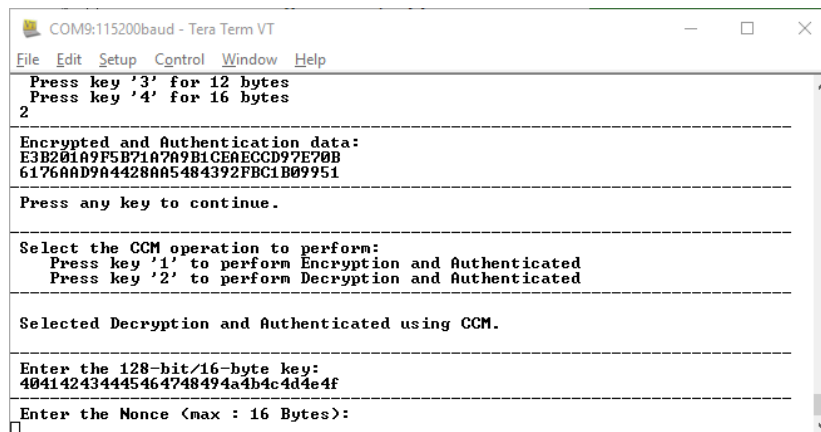 COM9:115200baud - Tera Term VT
File Edit Setup Control Window Help
Press key '3' for 12 bytes
Press key '4' for 16 bytes
2
Encrypted and Authentication data:
E3B201A9F5B71A7A9B1CEAECCD97E70B
6176AAD9A4428AA5484392FBC1B09951
Press any key to continue.
Select the CCM operation to perform:
Press key '1' to perform Encryption and Authenticated
Press key '2' to perform Decryption and Authenticated
Selected Decryption and Authenticated using CCM.
Enter the 128-bit/16-byte key:
404142434445464748494a4b4c4d4e4f
Enter the Nonce (max : 16 Bytes):